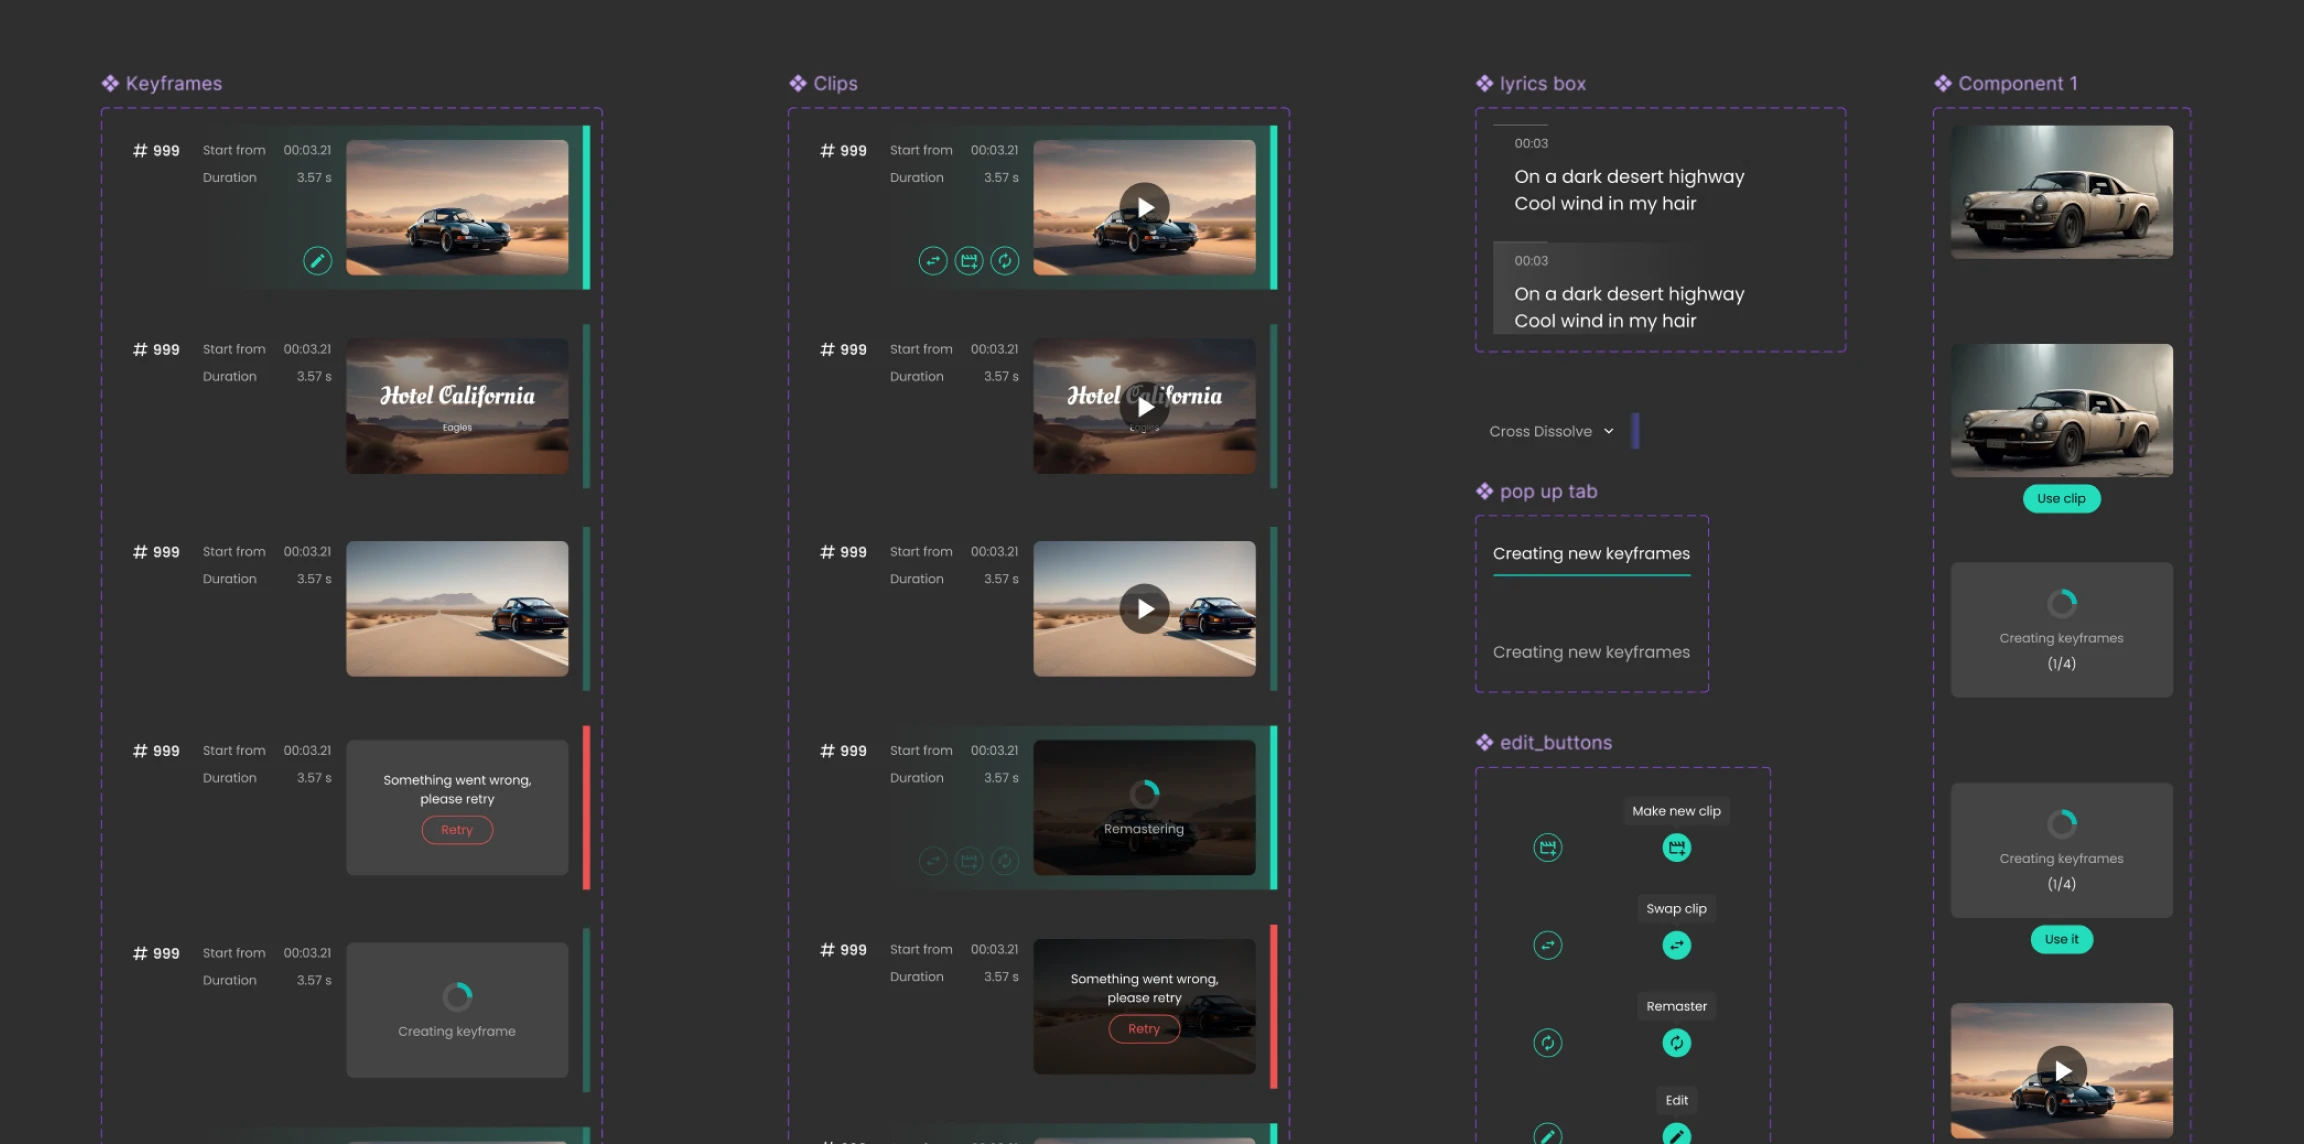 Keyframes
# 999
Start from 00:03.21
Duration 3.57 s
# 999
Start from 00:03.21
Duration 3.57 s
Hotel California
Eagles
# 999
Start from 00:03.21
Duration 3.57 s
# 999
Start from 00:03.21
Duration 3.57 s
Something went wrong,
please retry
Retry
# 999
Start from 00:03.21
Duration 3.57 s
Creating keyframe
Clips
# 999
Start from 00:03.21
Duration 3.57 s
# 999
Start from 00:03.21
Duration 3.57 s
Hotel California
Eagles
# 999
Start from 00:03.21
Duration 3.57 s
# 999
Start from 00:03.21
Duration 3.57 s
Remastering
# 999
Start from 00:03.21
Duration 3.57 s
Something went wrong,
please retry
Retry
lyrics box
00:03
On a dark desert highway
Cool wind in my hair
00:03
On a dark desert highway
Cool wind in my hair
Cross Dissolve
pop up tab
Creating new keyframes
Creating new keyframes
edit_buttons
Make new clip
Swap clip
Remaster
Edit
Component 1
Use clip
Creating keyframes
(1/4)
Creating keyframes
(1/4)
Use it